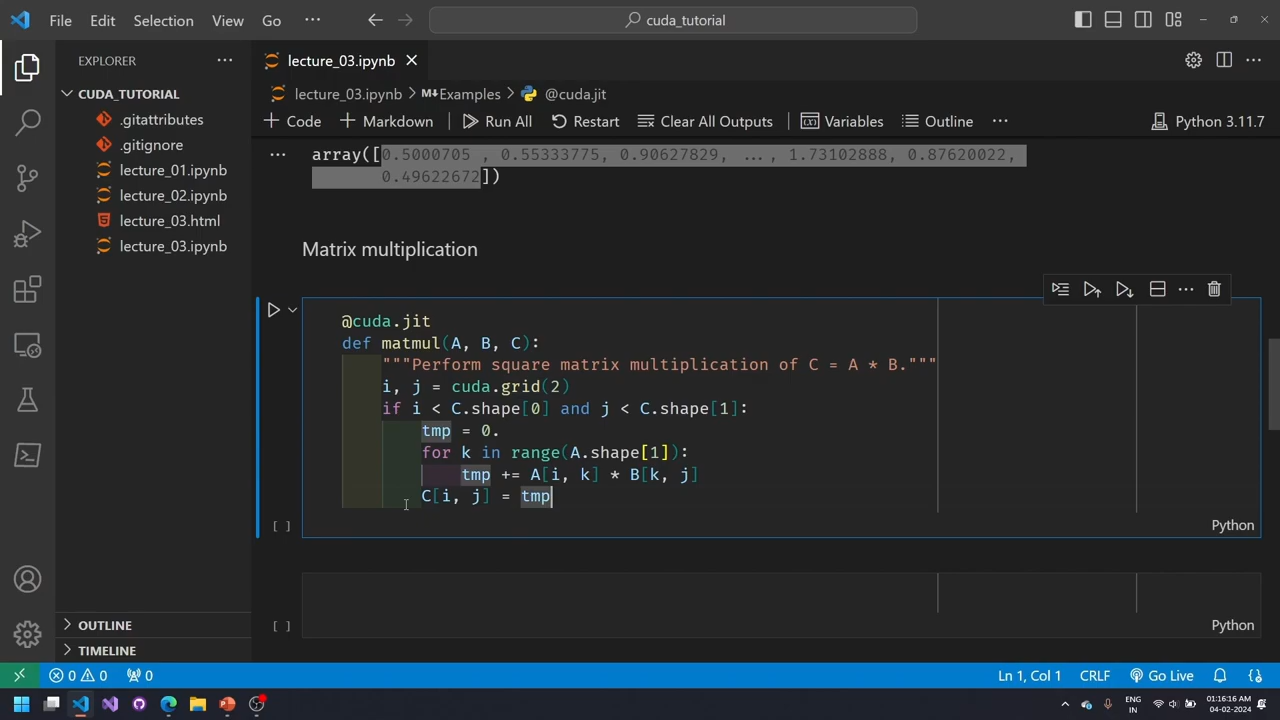 File Edit Selection View Go ··· cuda_tutorial
EXPLORER ···
lecture_03.ipynb
CUDA_TUTORIAL
.gitattributes
.gitignore
lecture_01.ipynb
lecture_02.ipynb
lecture_03.html
lecture_03.ipynb
OUTLINE
TIMELINE
lecture_03.ipynb > Examples > @cuda.jit
+ Code + Markdown Run All Restart Clear All Outputs Variables Outline ··· Python 3.11.7
··· array([0.5000705 , 0.55333775, 0.90627829, ..., 1.73102888, 0.87620022,
0.49622672])
Matrix multiplication
@cuda.jit
def matmul(A, B, C):
"""Perform square matrix multiplication of C = A * B."""
i, j = cuda.grid(2)
if i < C.shape[0] and j < C.shape[1]:
tmp = 0.
for k in range(A.shape[1]):
tmp += A[i, k] * B[k, j]
C[i, j] = tmp
[ ] Python
[ ] Python
0 0 0 Ln 1, Col 1 CRLF Go Live
ENG
IN
01:16:16
04-02-2024